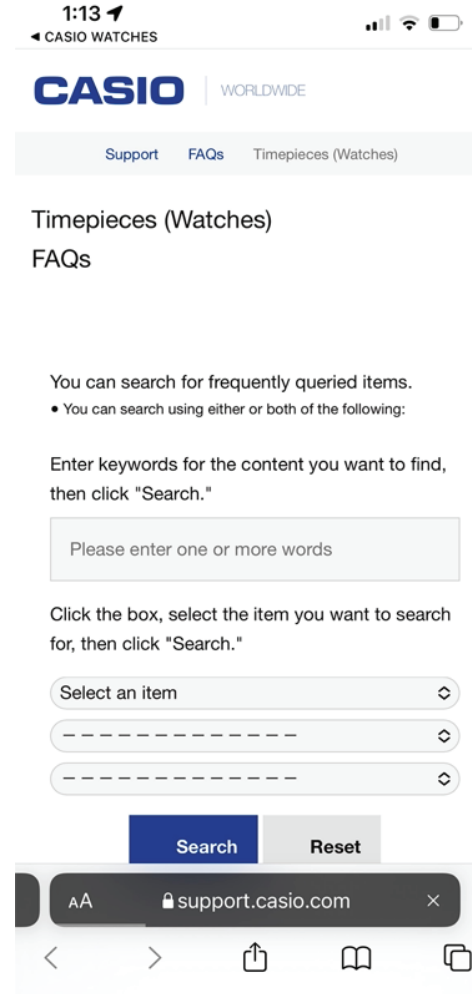 1:13
CASIO WATCHES
CASIO WORLDWIDE
Support FAQs Timepieces (Watches)
Timepieces (Watches)
FAQs
You can search for frequently queried items.
• You can search using either or both of the following:
Enter keywords for the content you want to find,
then click "Search."
Please enter one or more words
Click the box, select the item you want to search
for, then click "Search."
Select an item
– – – – – – – – – – – – –
– – – – – – – – – – – – –
Search Reset
AA support.casio.com